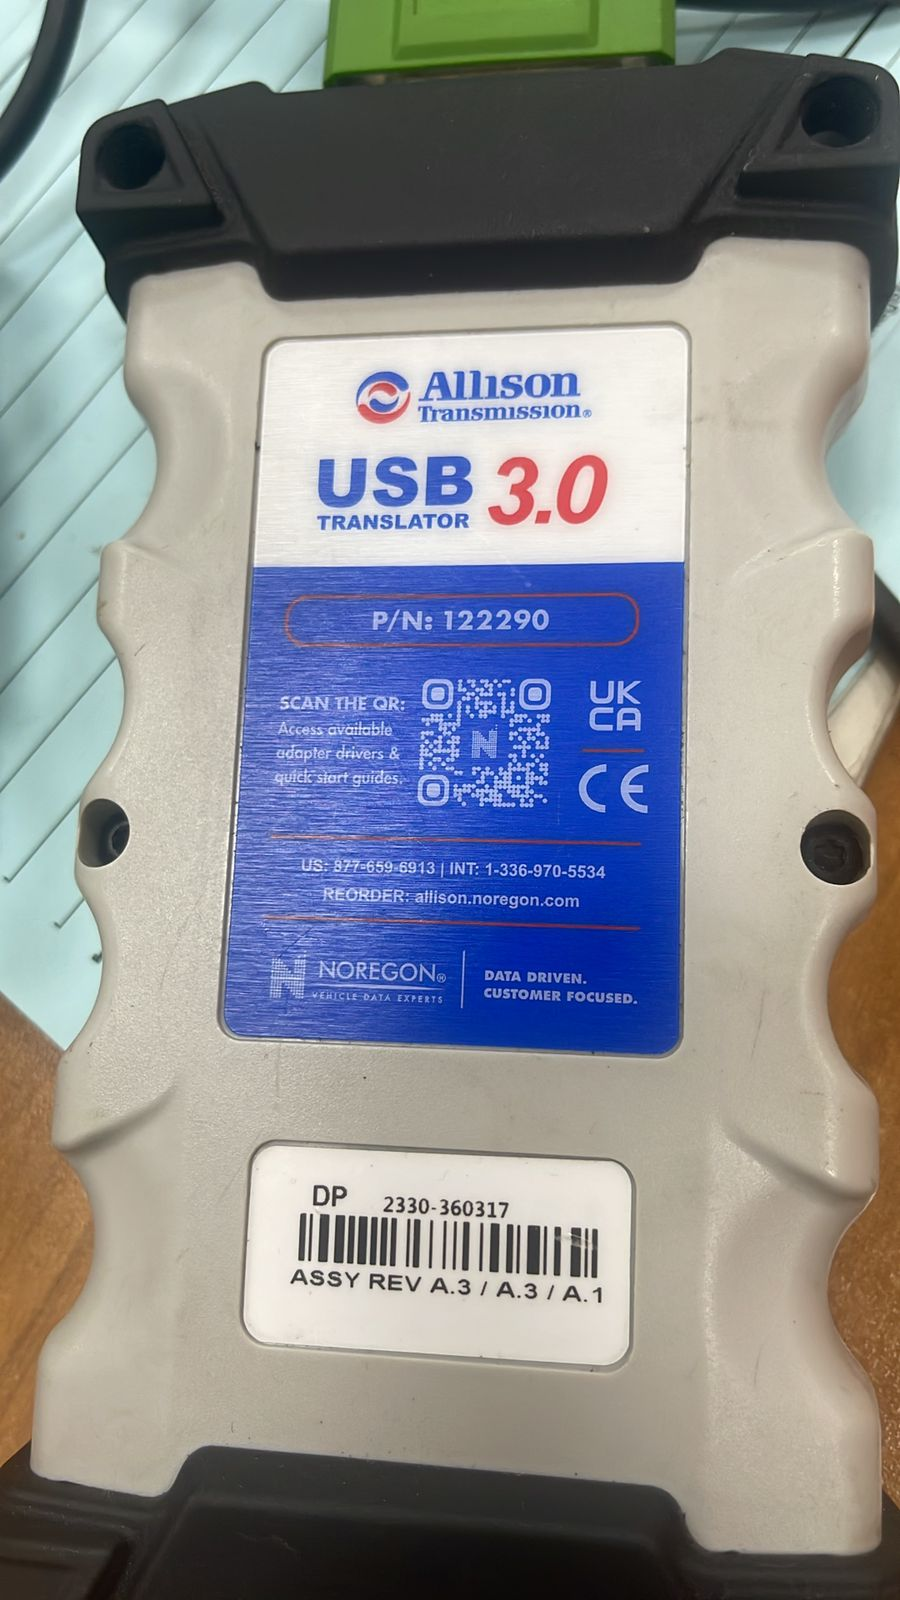 Allison
Transmission®
USB 3.0
TRANSLATOR
P/N: 122290
SCAN THE QR:
Access available
adapter drivers &
quick start guides.
UK
CA
CE
US: 877-659-6913 | INT: 1-336-970-5534
REORDER: allison.noregon.com
N NOREGON®
VEHICLE DATA EXPERTS
DATA DRIVEN.
CUSTOMER FOCUSED.
DP 2330-360317
ASSY REV A.3 / A.3 / A.1